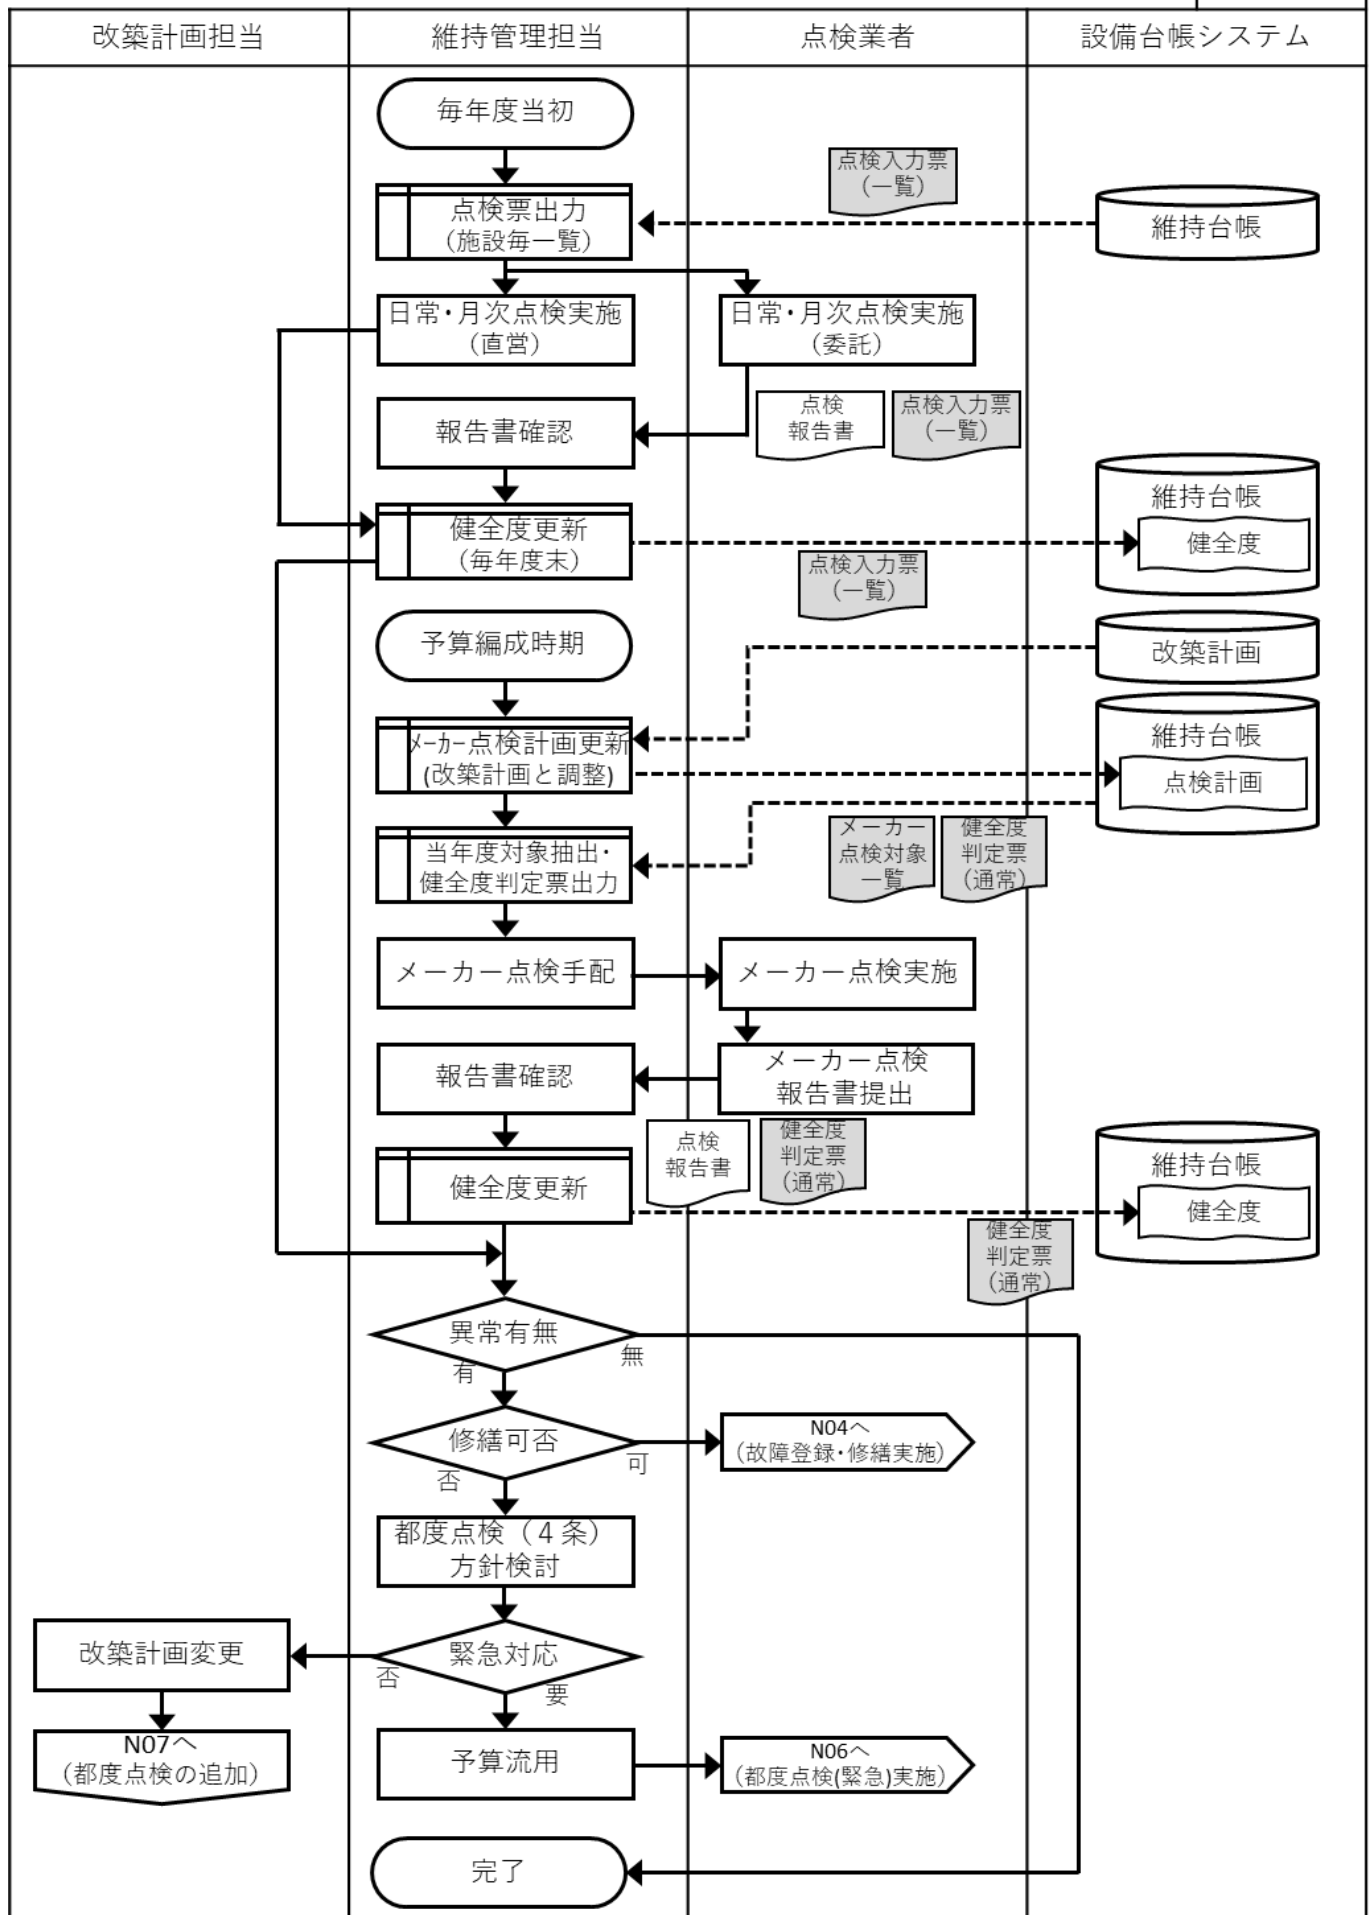 改築計画担当
維持管理担当
点検業者
設備台帳システム
毎年度当初
点検入力票
(一覧)
点検票出力
(施設毎一覧)
維持台帳
日常・月次点検実施
(直営)
日常・月次点検実施
(委託)
点検
報告書
点検入力票
(一覧)
報告書確認
維持台帳
健全度
健全度更新
(毎年度末)
点検入力票
(一覧)
予算編成時期
改築計画
メーカー点検計画更新
(改築計画と調整)
維持台帳
点検計画
メーカー
点検対象
一覧
健全度
判定票
(通常)
当年度対象抽出・
健全度判定票出力
メーカー点検手配
メーカー点検実施
メーカー点検
報告書提出
報告書確認
点検
報告書
健全度
判定票
(通常)
健全度更新
維持台帳
健全度
健全度
判定票
(通常)
異常有無
無
有
修繕可否
可
否
N04へ
(故障登録・修繕実施)
都度点検（４条）
方針検討
緊急対応
否
要
改築計画変更
N07へ
(都度点検の追加)
予算流用
N06へ
(都度点検(緊急)実施)
完了